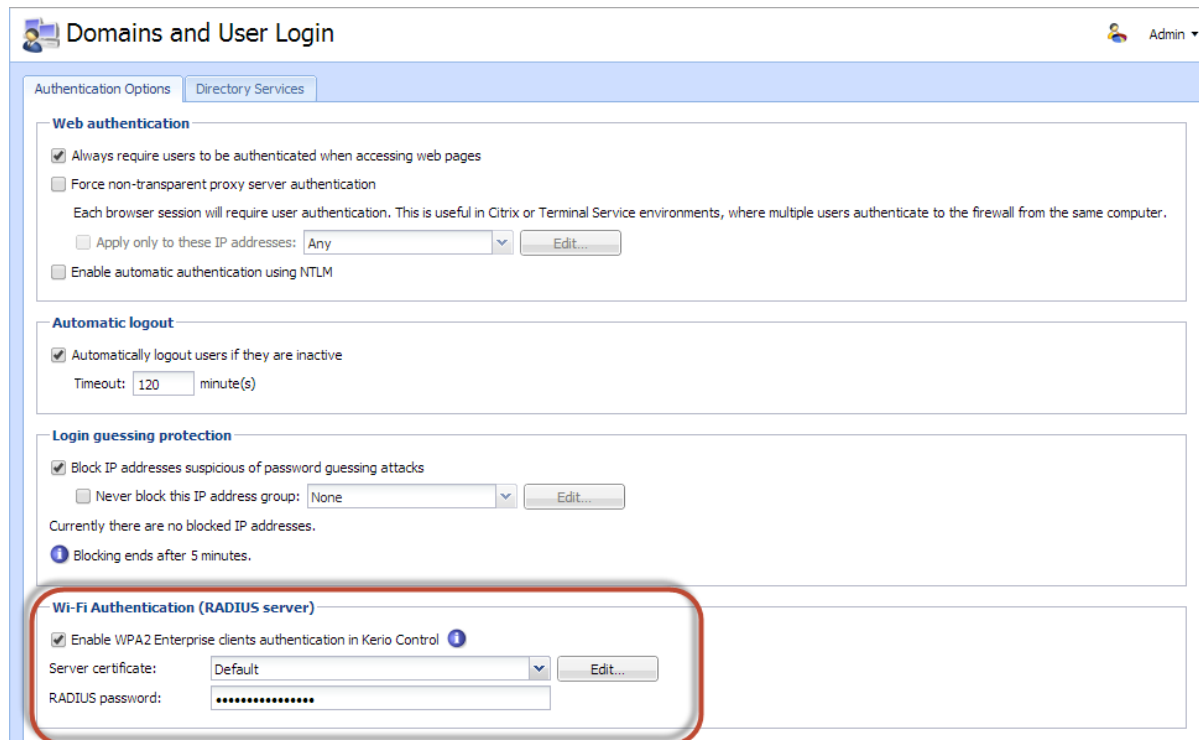 Domains and User Login
Admin
Authentication Options
Directory Services
Web authentication
Always require users to be authenticated when accessing web pages
Force non-transparent proxy server authentication
Each browser session will require user authentication. This is useful in Citrix or Terminal Service environments, where multiple users authenticate to the firewall from the same computer.
Apply only to these IP addresses: Any Edit...
Enable automatic authentication using NTLM
Automatic logout
Automatically logout users if they are inactive
Timeout: 120 minute(s)
Login guessing protection
Block IP addresses suspicious of password guessing attacks
Never block this IP address group: None Edit...
Currently there are no blocked IP addresses.
Blocking ends after 5 minutes.
Wi-Fi Authentication (RADIUS server)
Enable WPA2 Enterprise clients authentication in Kerio Control
Server certificate: Default Edit...
RADIUS password: ••••••••••••••••